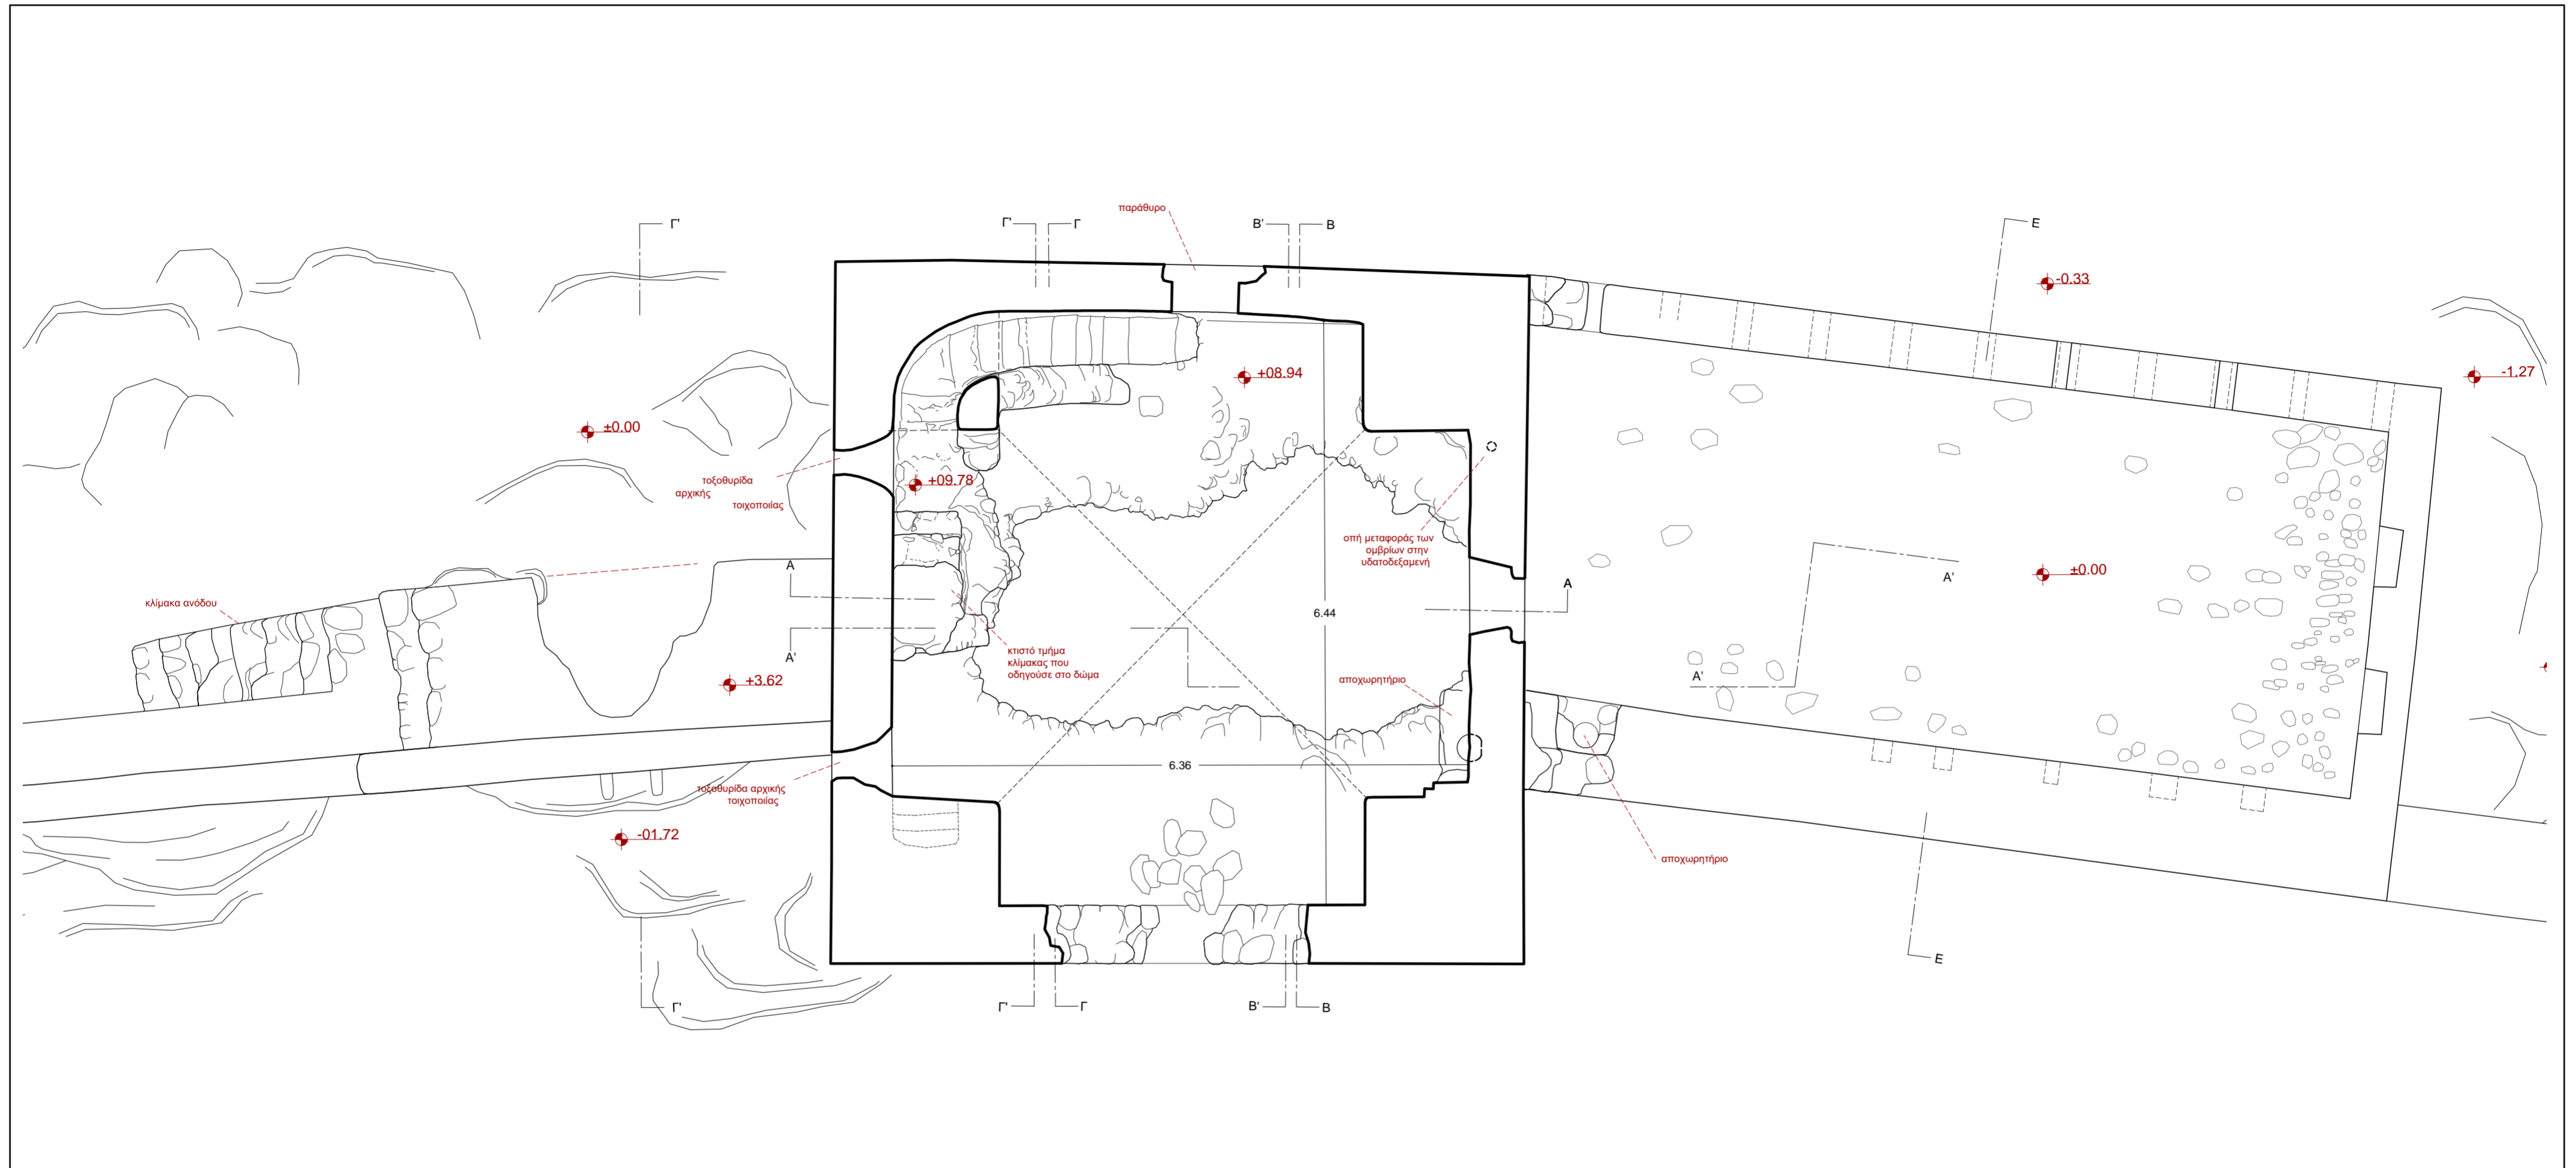 παράθυρο
Γ'
Γ'
Γ
Β'
Β
Ε
-0.33
+08.94
-1.27
±0.00
τοξοθυρίδα
αρχικής
τοιχοποιίας
+09.78
οπή μεταφοράς των
ομβρίων στην
υδατοδεξαμενή
Α
Α
±0.00
Α'
κλίμακα ανόδου
6.44
Α'
κτιστό τμήμα
κλίμακας που
οδηγούσε στο δώμα
+3.62
αποχωρητήριο
Α'
6.36
τοξοθυρίδα αρχικής
τοιχοποιίας
-01.72
αποχωρητήριο
Ε
Γ'
Γ'
Γ
Β'
Β